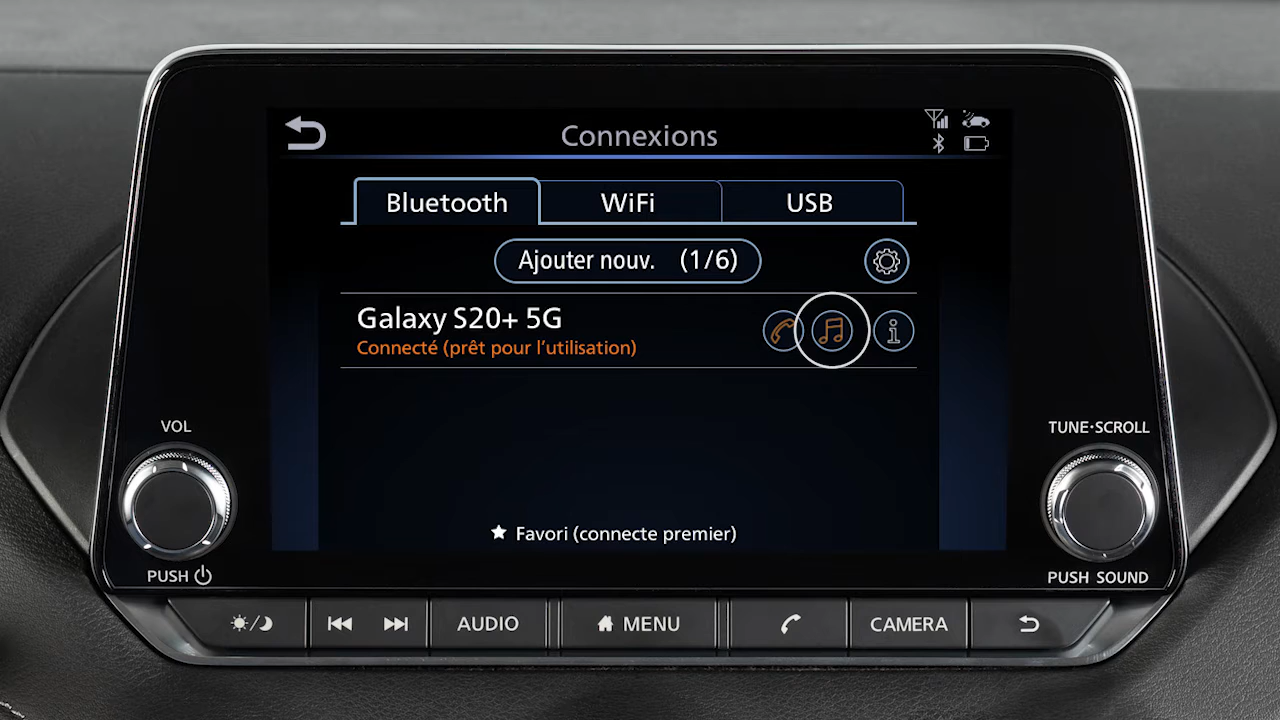 Connexions
Bluetooth
WiFi
USB
Ajouter nouv. (1/6)
Galaxy S20+ 5G
Connecté (prêt pour l'utilisation)
★ Favori (connecte premier)
VOL
TUNE·SCROLL
PUSH
PUSH SOUND
AUDIO
MENU
CAMERA